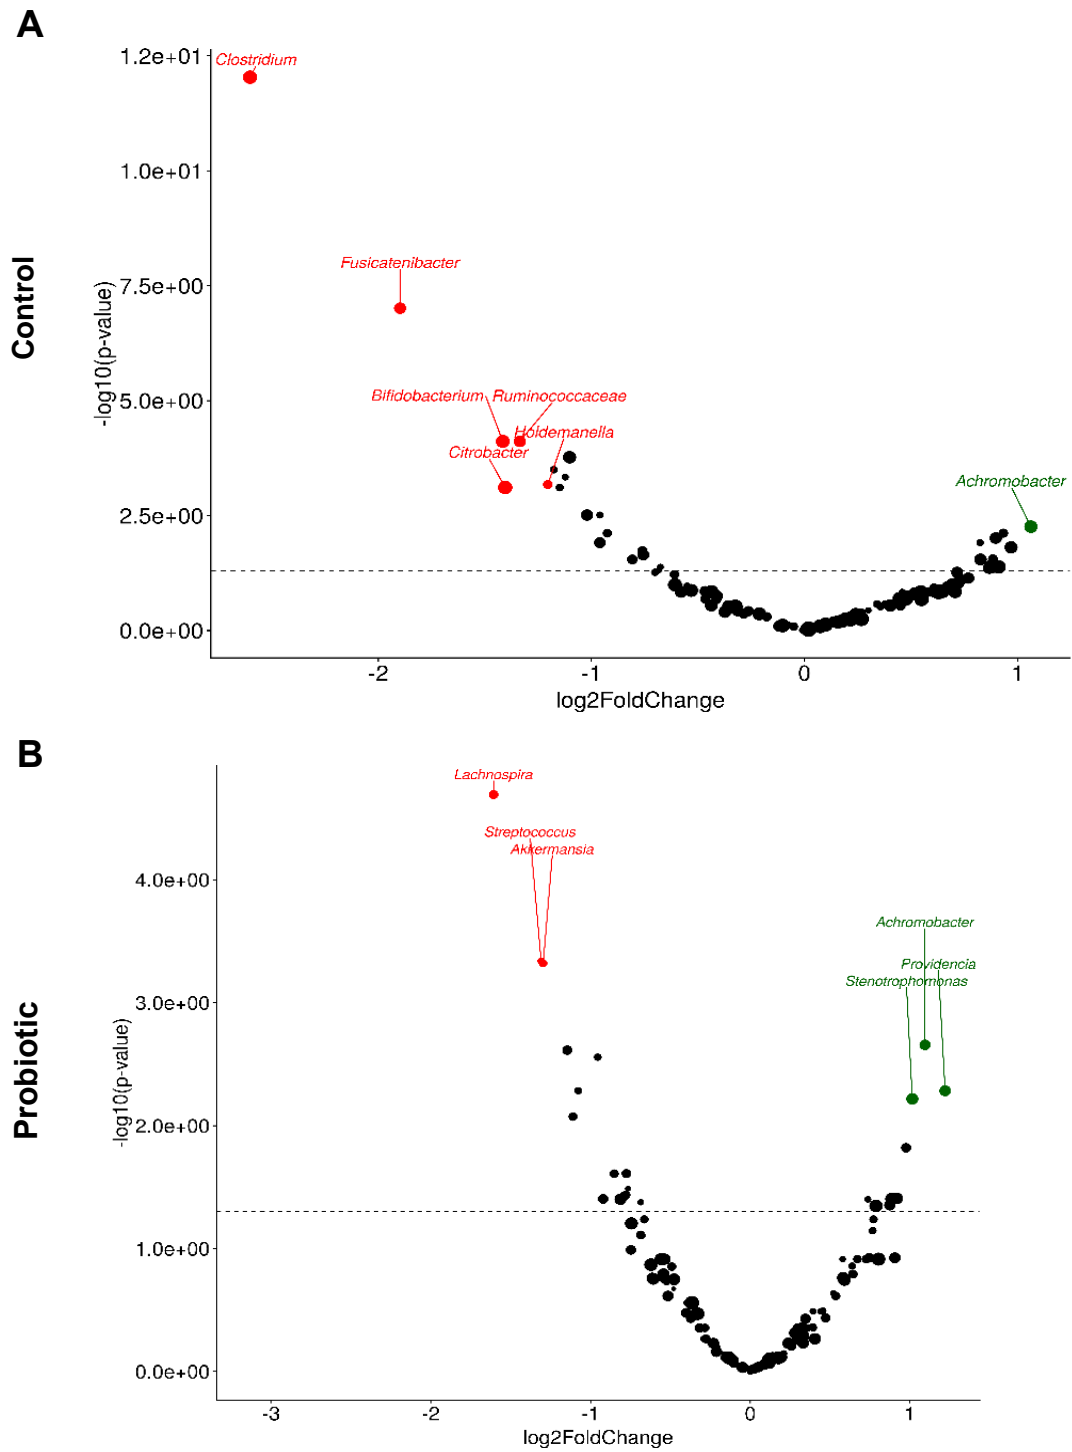 A
Control
-log10(p-value)
1.2e+01
1.0e+01
7.5e+00
5.0e+00
2.5e+00
0.0e+00
Clostridium
Fusicatenibacter
Bifidobacterium
Ruminococcaceae
Holdemanella
Citrobacter
Achromobacter
-2
-1
0
1
log2FoldChange
B
Probiotic
-log10(p-value)
4.0e+00
3.0e+00
2.0e+00
1.0e+00
0.0e+00
Lachnospira
Streptococcus
Akkermansia
Achromobacter
Providencia
Stenotrophomonas
-3
-2
-1
0
1
log2FoldChange